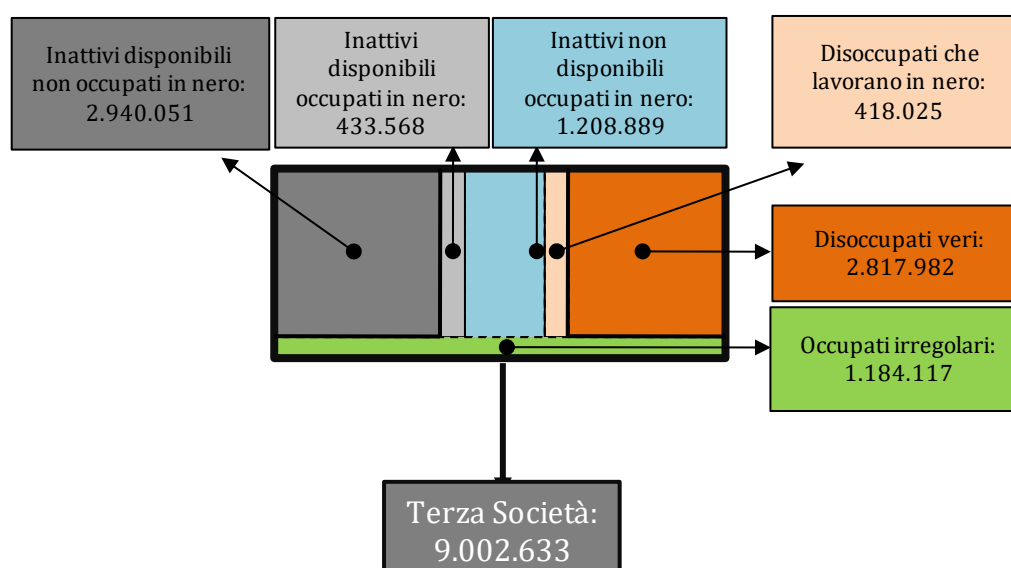 Inattivi disponibili
non occupati in nero:
2.940.051
Inattivi
disponibili
occupati in nero:
433.568
Inattivi non
disponibili
occupati in nero:
1.208.889
Disoccupati che
lavorano in nero:
418.025
Disoccupati veri:
2.817.982
Occupati irregolari:
1.184.117
Terza Società:
9.002.633